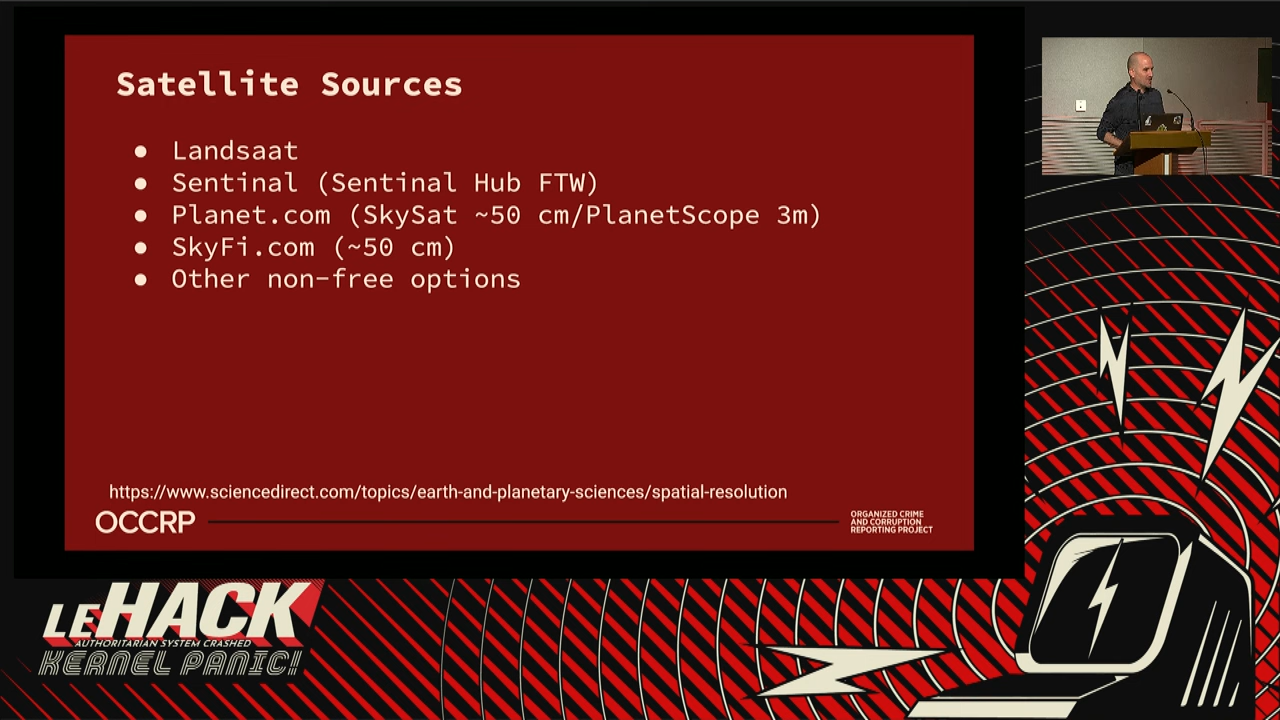 Satellite Sources
● Landsaat
● Sentinal (Sentinal Hub FTW)
● Planet.com (SkySat ~50 cm/PlanetScope 3m)
● SkyFi.com (~50 cm)
● Other non-free options
https://www.sciencedirect.com/topics/earth-and-planetary-sciences/spatial-resolution
OCCRP
ORGANIZED CRIME
AND CORRUPTION
REPORTING PROJECT
LEHACK
AUTHORITARIAN SYSTEM CRASHED
KERNEL PANIC!